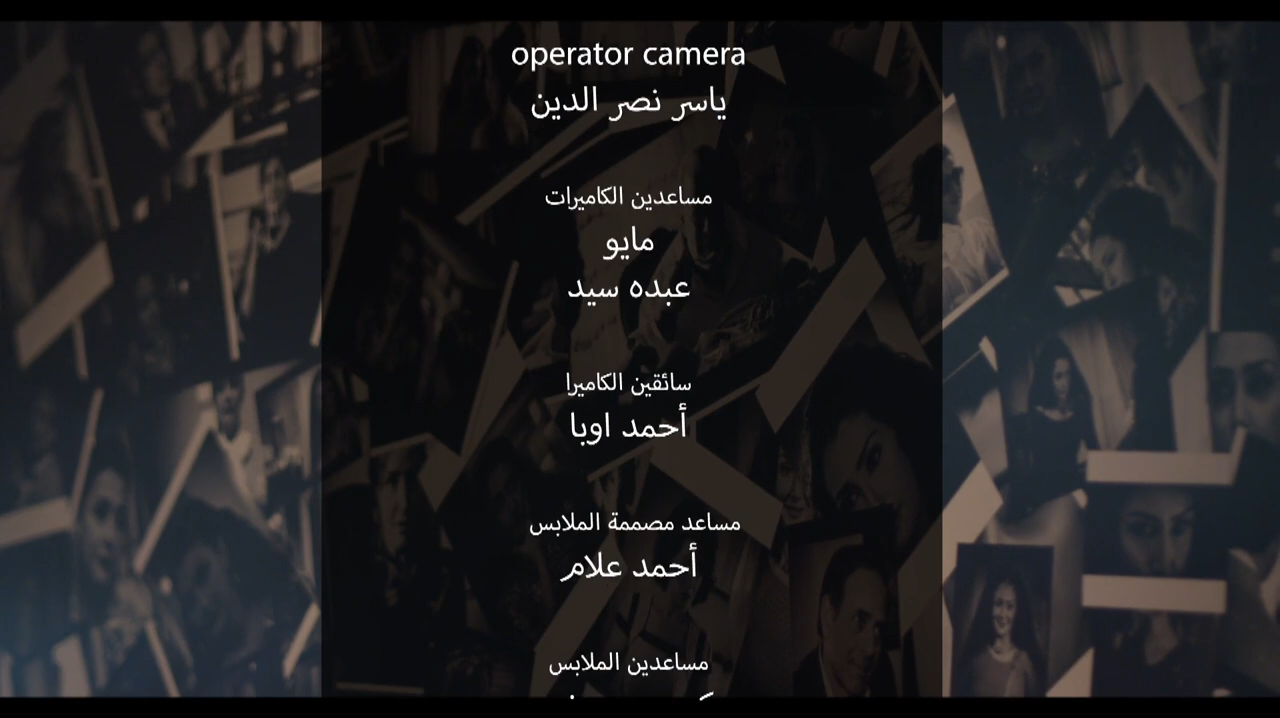 operator camera
ياسر نصر الدين
مساعدين الكاميرات
مايو
عبده سيد
سائقين الكاميرا
أحمد اوبا
مساعد مصممة الملابس
أحمد علام
مساعدين الملابس